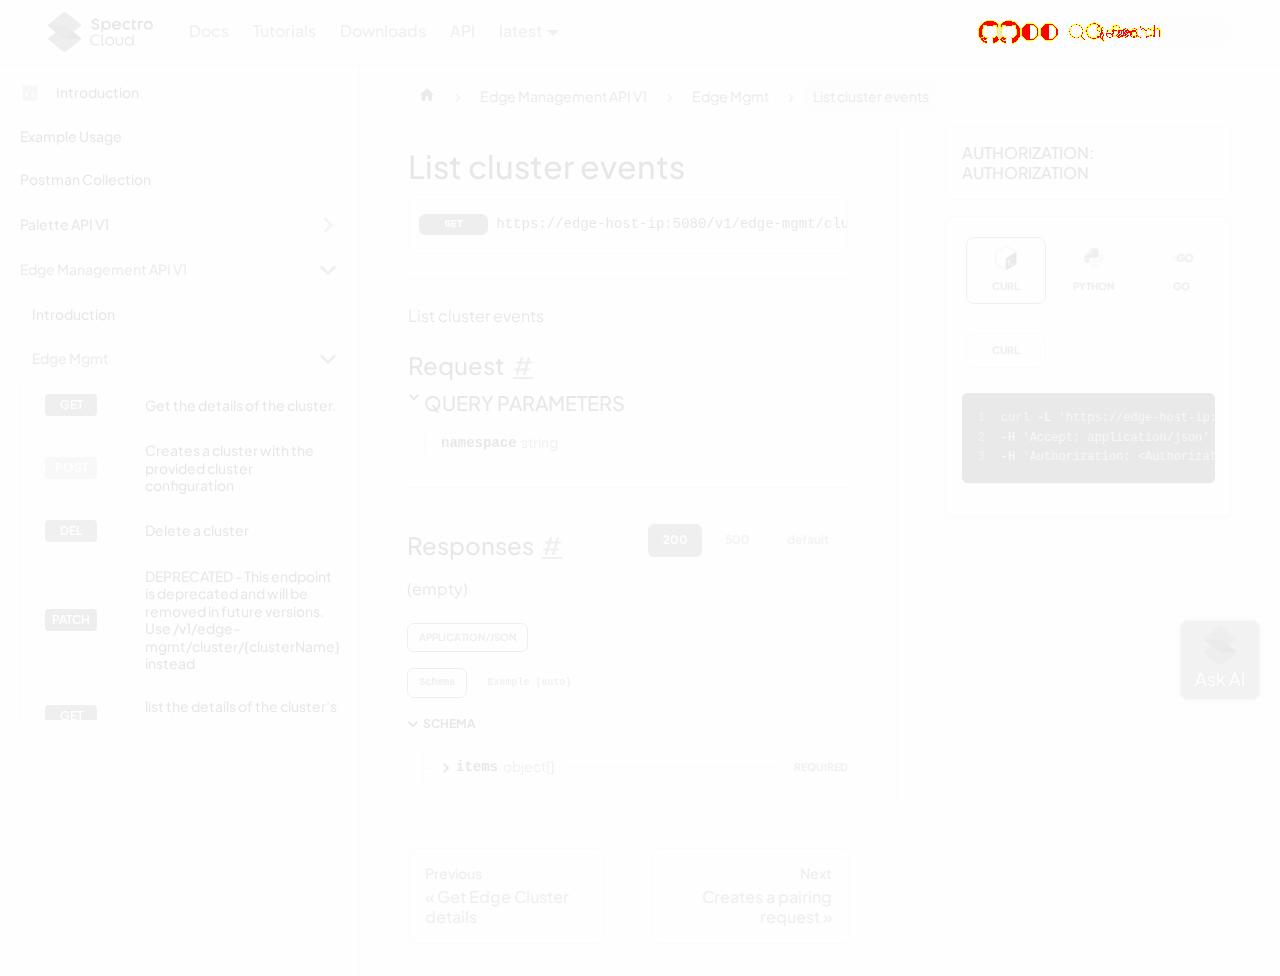 Spectro Cloud
Docs
Tutorials
Downloads
API
latest
Introduction
Example Usage
Postman Collection
Palette API V1
Edge Management API V1
Introduction
Edge Mgmt
GET Get the details of the cluster.
POST Creates a cluster with the
provided cluster
configuration
DEL Delete a cluster
PATCH DEPRECATED - This endpoint
is deprecated and will be
removed in future versions.
Use /v1/edge-
mgmt/cluster/{clusterName}
instead
GET list the details of the cluster's
Edge Management API V1
Edge Mgmt
List cluster events
List cluster events
GET https://edge-host-ip:5080/v1/edge-mgmt/clu
List cluster events
Request #
QUERY PARAMETERS
namespace string
Responses #
200
500
default
(empty)
APPLICATION/JSON
Schema
Example (auto)
SCHEMA
items object[] REQUIRED
Previous
« Get Edge Cluster
details
Next
Creates a pairing
request »
AUTHORIZATION:
AUTHORIZATION
CURL
PYTHON
GO
GO
CURL
1 curl -L 'https://edge-host-ip:
2 -H 'Accept: application/json'
3 -H 'Authorization: <Authorizat
Ask AI